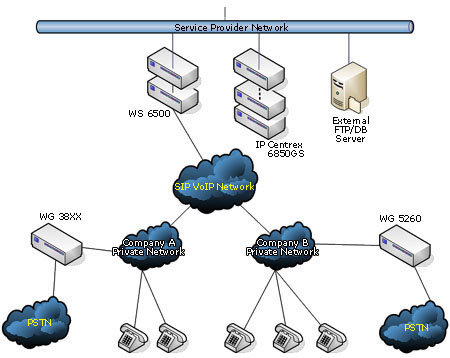 Service Provider Network
WS 6500
IP Centrex
6850GS
External
FTP/DB
Server
SIP VoIP Network
WG 38XX
WG 5260
Company A
Private Network
Company B
Private Network
PSTN
PSTN